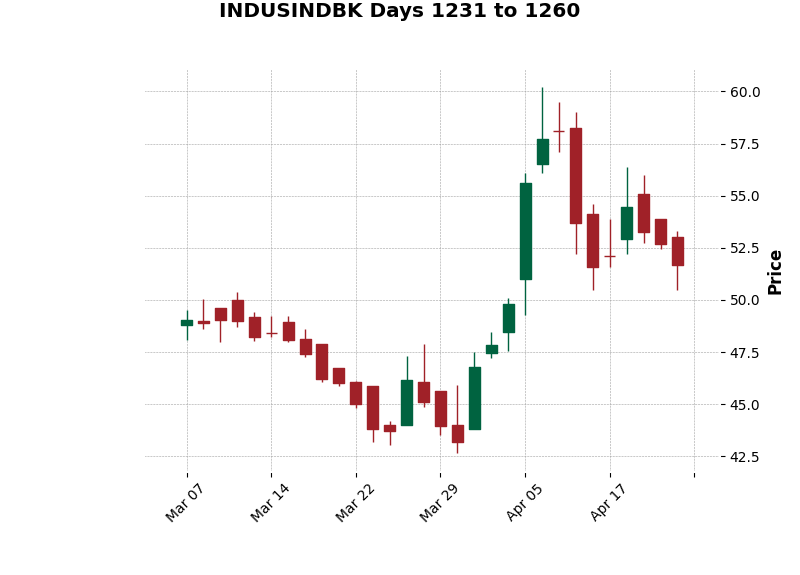 INDUSINDBK Days 1231 to 1260
60.0
57.5
55.0
52.5
50.0
47.5
45.0
42.5
Price
Mar 07
Mar 14
Mar 22
Mar 29
Apr 05
Apr 17